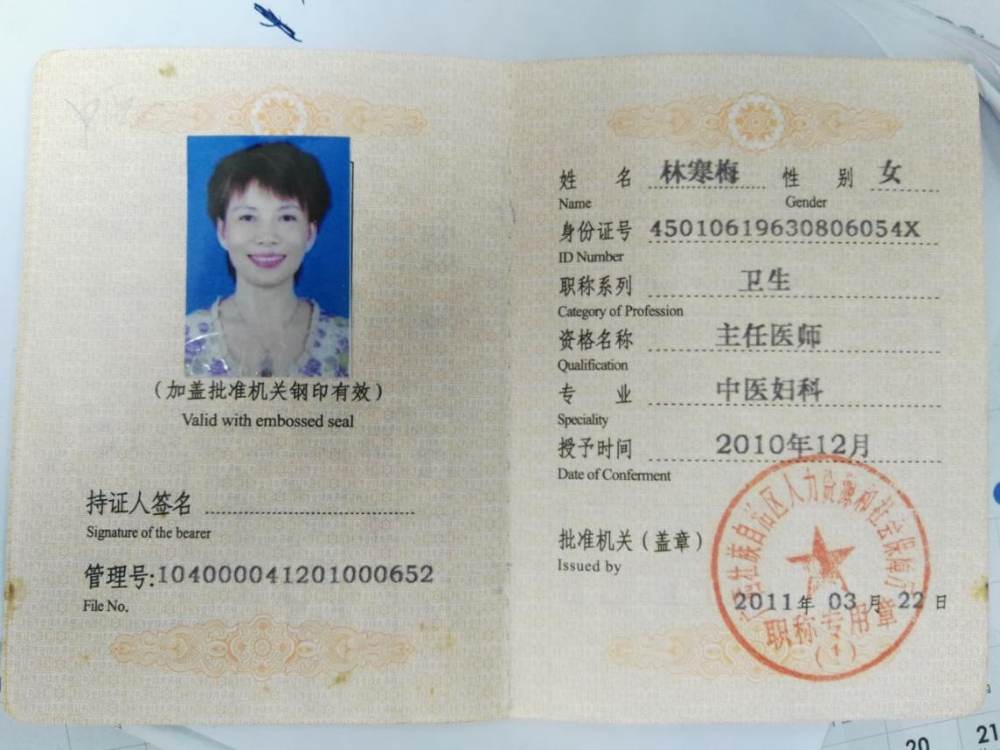 (加盖批准机关钢印有效)
Valid with embossed seal
持证人签名
Signature of the bearer
管理号:104000041201000652
File No.
姓 名 林寒梅 性 别 女
Name Gender
身份证号 45010619630806054X
ID Number
职称系列 卫生
Category of Profession
资格名称 主任医师
Qualification
专 业 中医妇科
Speciality
授予时间 2010年12月
Date of Conferment
批准机关(盖章)
Issued by
2011年 03 月 22 日
广西壮族自治区人力资源和社会保障厅
职称专用章
(1)
20
21